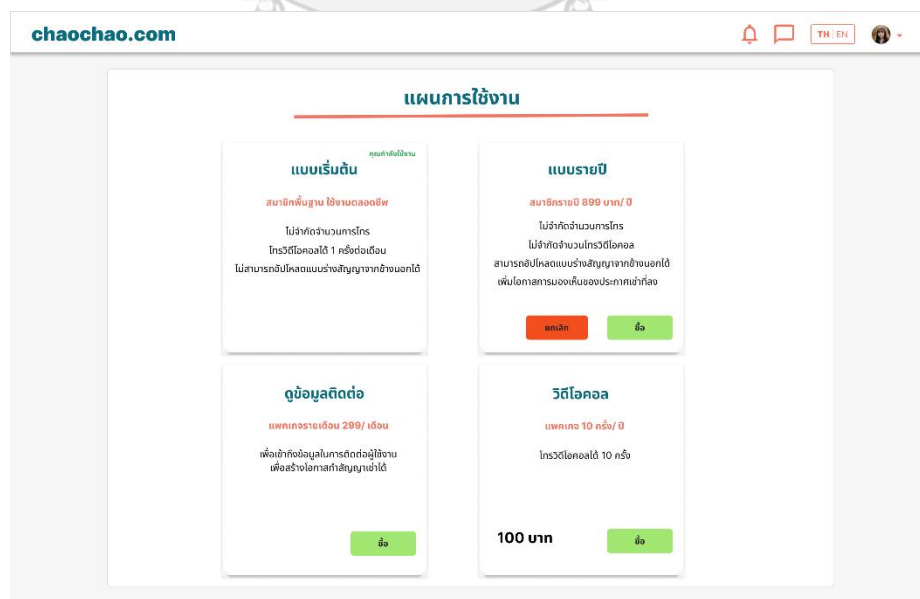 chaochao.com
TH EN
แผนการใช้งาน
คุณกำลังใช้งาน
แบบเริ่มต้น
สมาชิกพื้นฐาน ใช้งานตลอดชีพ
ไม่จำกัดจำนวนการโทร
โทรวิดีโอคอลได้ 1 ครั้งต่อเดือน
ไม่สามารถอัปโหลดแบบร่างสัญญาจากข้างนอกได้
แบบรายปี
สมาชิกรายปี 899 บาท/ ปี
ไม่จำกัดจำนวนการโทร
ไม่จำกัดจำนวนโทรวิดีโอคอล
สามารถอัปโหลดแบบร่างสัญญาจากข้างนอกได้
เพิ่มโอกาสการมองเห็นของประกาศเช่าที่ลง
ยกเลิก
ซื้อ
ดูข้อมูลติดต่อ
แพคเกจรายเดือน 299/ เดือน
เพื่อเข้าถึงข้อมูลในการติดต่อผู้ใช้งาน
เพื่อสร้างโอกาสทำสัญญาเช่าได้
ซื้อ
วิดีโอคอล
แพคเกจ 10 ครั้ง/ ปี
โทรวิดีโอคอลได้ 10 ครั้ง
100 บาท
ซื้อ